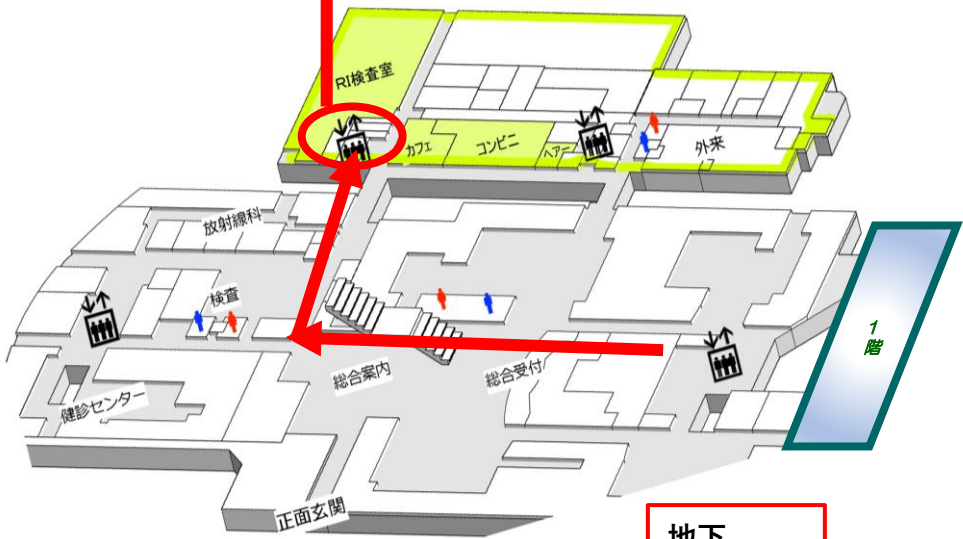 RI検査室
カフェ
コンビニ
ヘアー
外来
放射線科
検査
1階
総合案内
総合受付
健診センター
正面玄関
地下